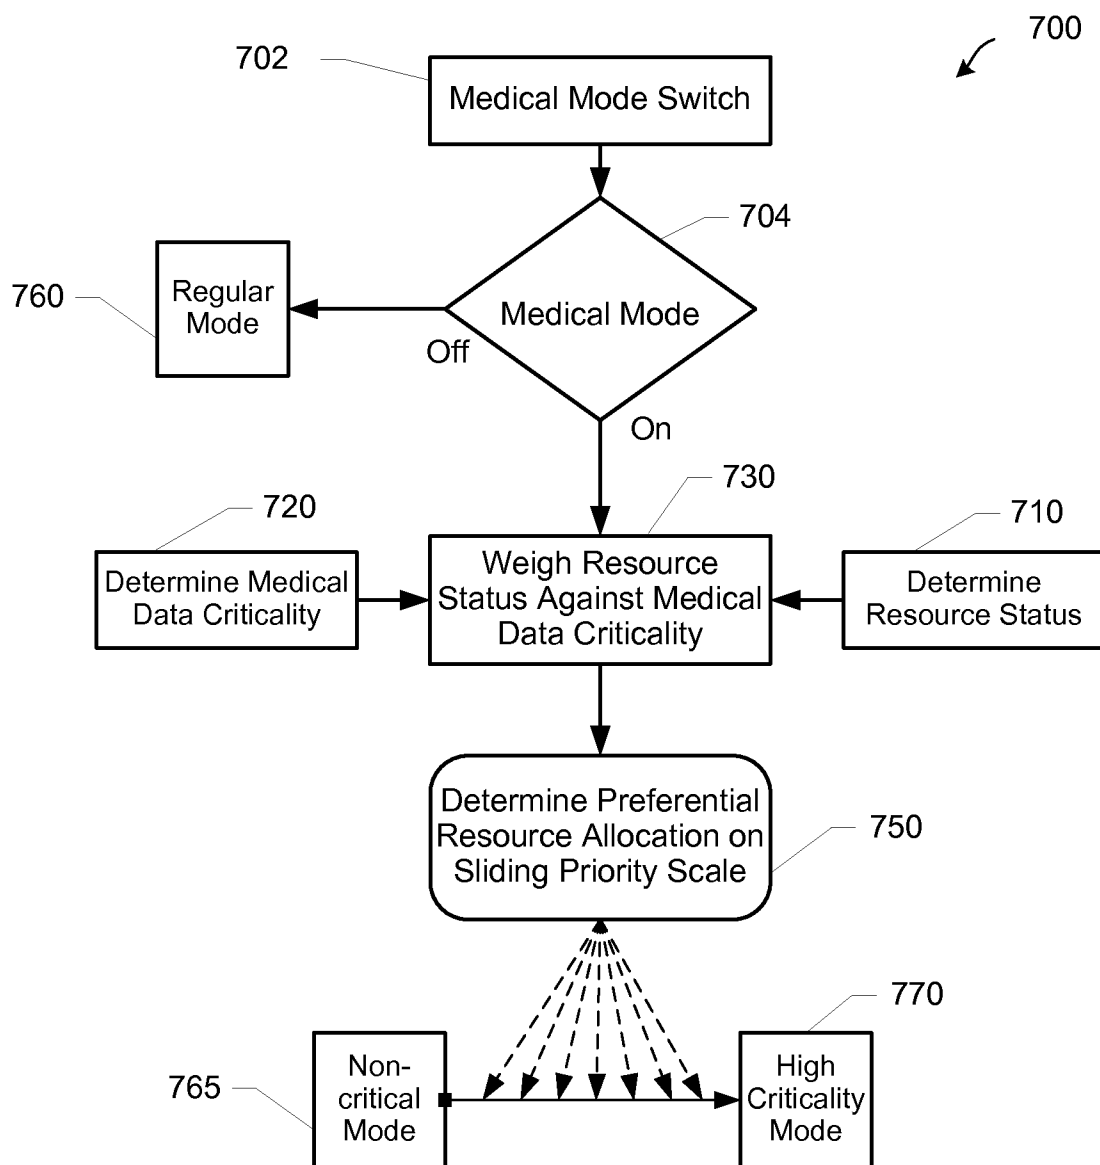 700
702
Medical Mode Switch
704
760
Regular
Mode
Medical Mode
Off
On
730
720
710
Determine Medical
Data Criticality
Weigh Resource
Status Against Medical
Data Criticality
Determine
Resource Status
Determine Preferential
Resource Allocation on
Sliding Priority Scale
750
770
765
Non-
critical
Mode
High
Criticality
Mode